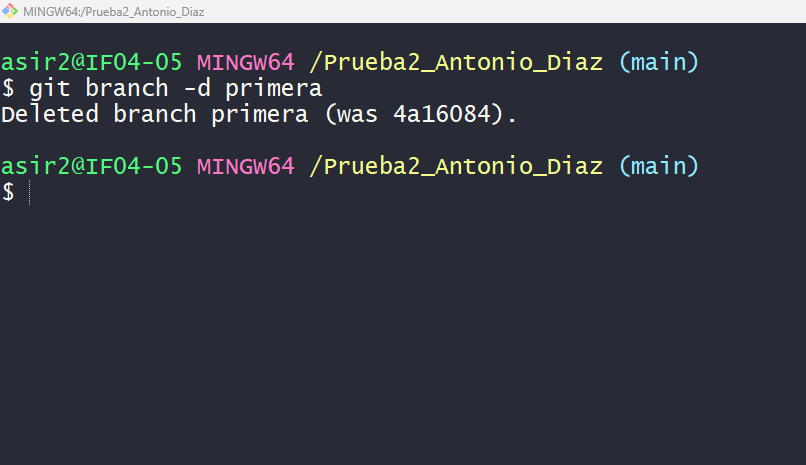 MINGW64:/Prueba2_Antonio_Diaz
asir2@IF04-05 MINGW64 /Prueba2_Antonio_Diaz (main)
$ git branch -d primera
Deleted branch primera (was 4a16084).
asir2@IF04-05 MINGW64 /Prueba2_Antonio_Diaz (main)
$